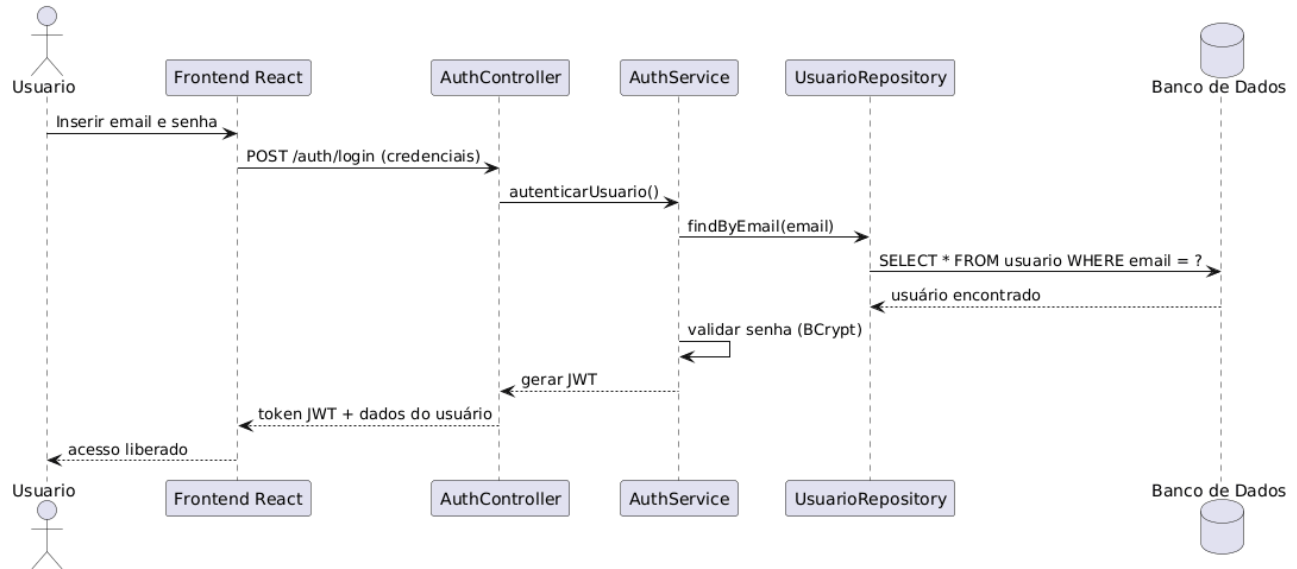 Usuario
Frontend React
AuthController
AuthService
UsuarioRepository
Banco de Dados
Inserir email e senha
POST /auth/login (credenciais)
autenticarUsuario()
findByEmail(email)
SELECT * FROM usuario WHERE email = ?
usuário encontrado
validar senha (BCrypt)
gerar JWT
token JWT + dados do usuário
acesso liberado
Usuario
Frontend React
AuthController
AuthService
UsuarioRepository
Banco de Dados